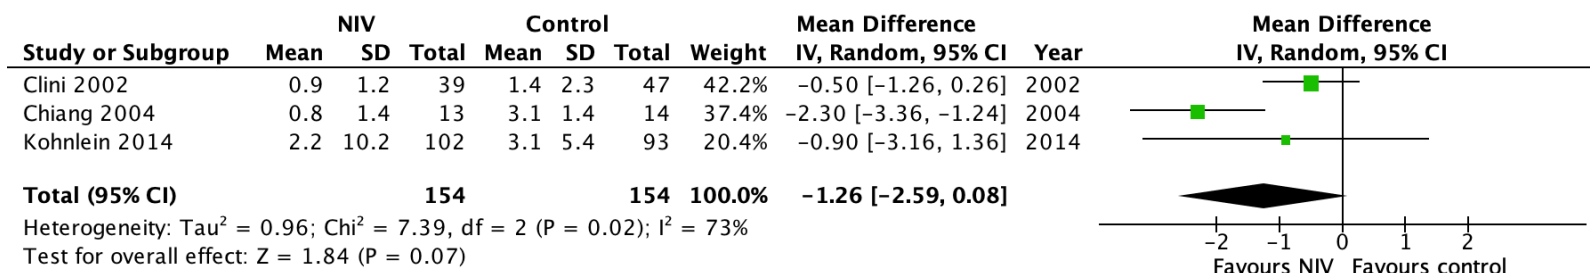 NIV Control Mean Difference Mean Difference
Study or Subgroup Mean SD Total Mean SD Total Weight IV, Random, 95% CI Year IV, Random, 95% CI
Clini 2002 0.9 1.2 39 1.4 2.3 47 42.2% −0.50 [−1.26, 0.26] 2002
Chiang 2004 0.8 1.4 13 3.1 1.4 14 37.4% −2.30 [−3.36, −1.24] 2004
Kohnlein 2014 2.2 10.2 102 3.1 5.4 93 20.4% −0.90 [−3.16, 1.36] 2014
Total (95% CI) 154 154 100.0% −1.26 [−2.59, 0.08]
Heterogeneity: Tau² = 0.96; Chi² = 7.39, df = 2 (P = 0.02); I² = 73%
Test for overall effect: Z = 1.84 (P = 0.07)
−2 −1 0 1 2
Favours NIV Favours control